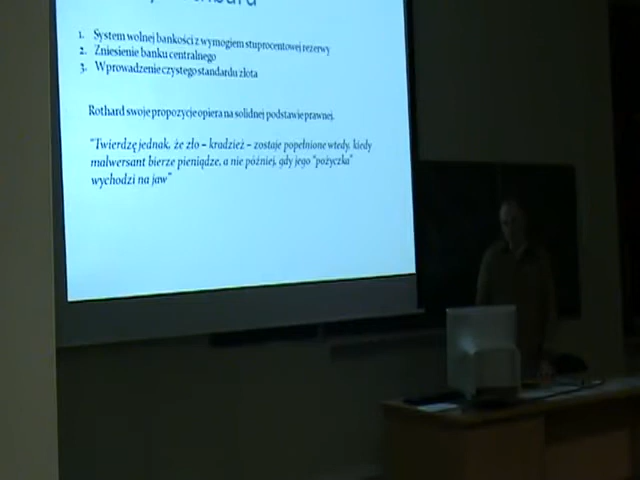 1. System wolnej bankości z wymogiem stuprocentowej rezerwy
2. Zniesienie banku centralnego
3. Wprowadzenie czystego standardu złota
Rothard swoje propozycje opiera na solidnej podstawie prawnej.
"Twierdzę jednak, że zło – kradzież – zostaje popełnione wtedy, kiedy
malwersant bierze pieniądze, a nie później, gdy jego "pożyczka"
wychodzi na jaw"